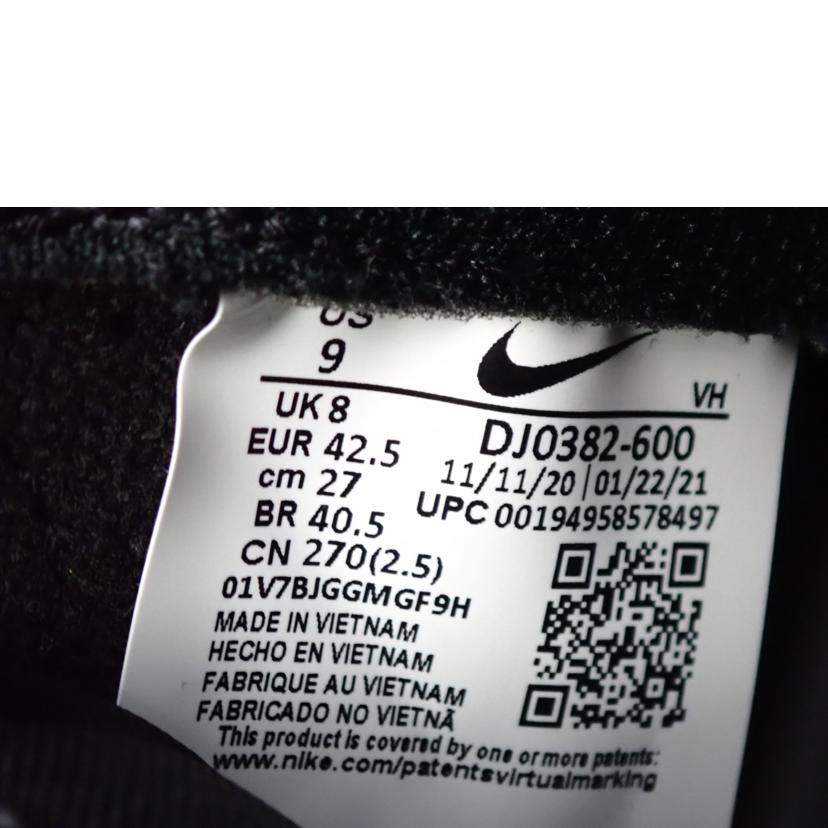 US
9
VH
UK 8
DJ0382-600
EUR 42.5
11/11/20 | 01/22/21
cm 27
UPC 00194958578497
BR 40.5
CN 270(2.5)
01V7BJGGMGF9H
MADE IN VIETNAM
HECHO EN VIETNAM
FABRIQUE AU VIETNAM
FABRICADO NO VIETNÃ
This product is covered by one or more patents:
www.nike.com/patentsvirtualmarking